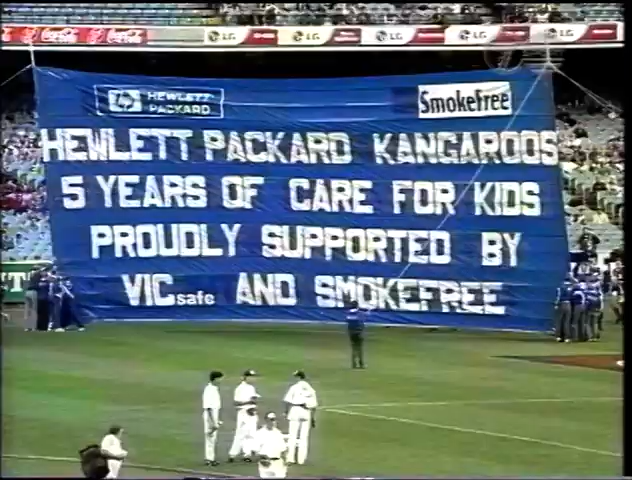 Coca-Cola Coca-Cola LG LG LG LG LG
HEWLETT
PACKARD
SmokeFree
HEWLETT PACKARD KANGAROOS
5 YEARS OF CARE FOR KIDS
PROUDLY SUPPORTED BY
VICsafe AND SMOKEFREE